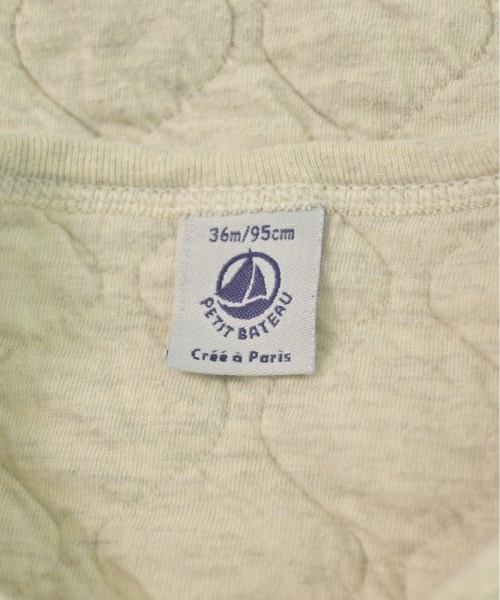 36m/95cm
PETIT BATEAU
Créé à Paris